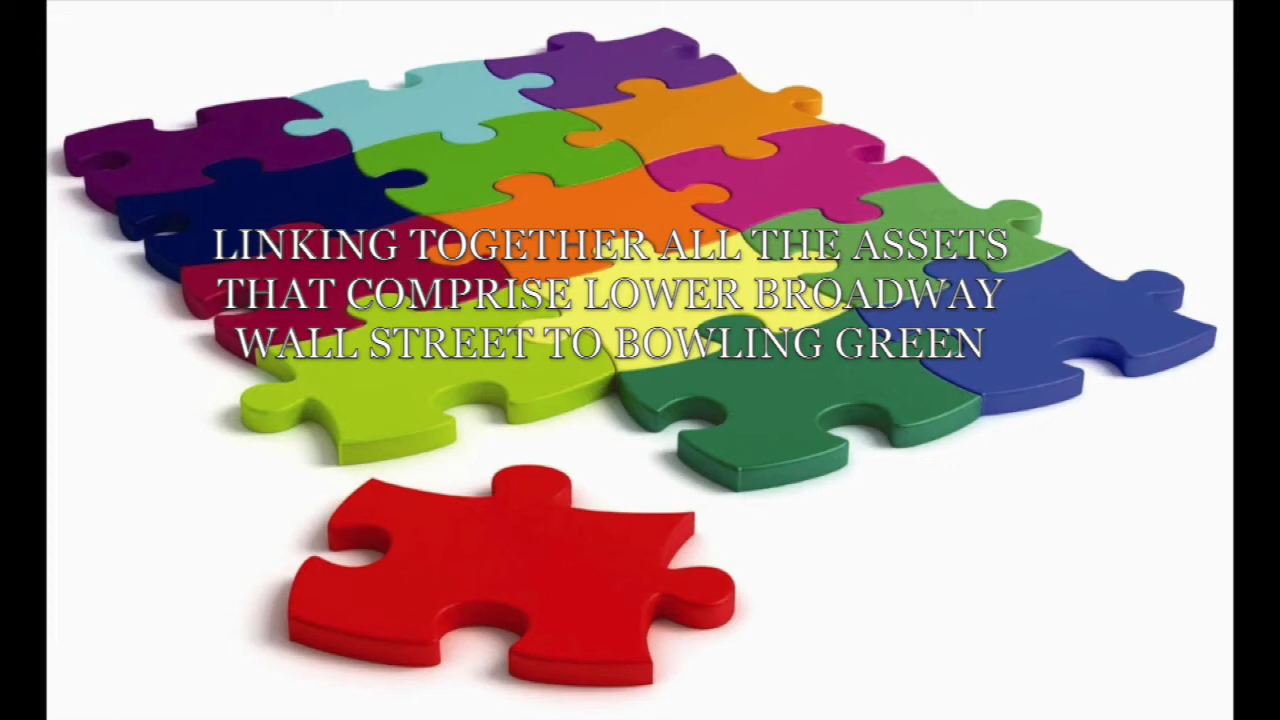 LINKING TOGETHER ALL THE ASSETS
THAT COMPRISE LOWER BROADWAY
WALL STREET TO BOWLING GREEN